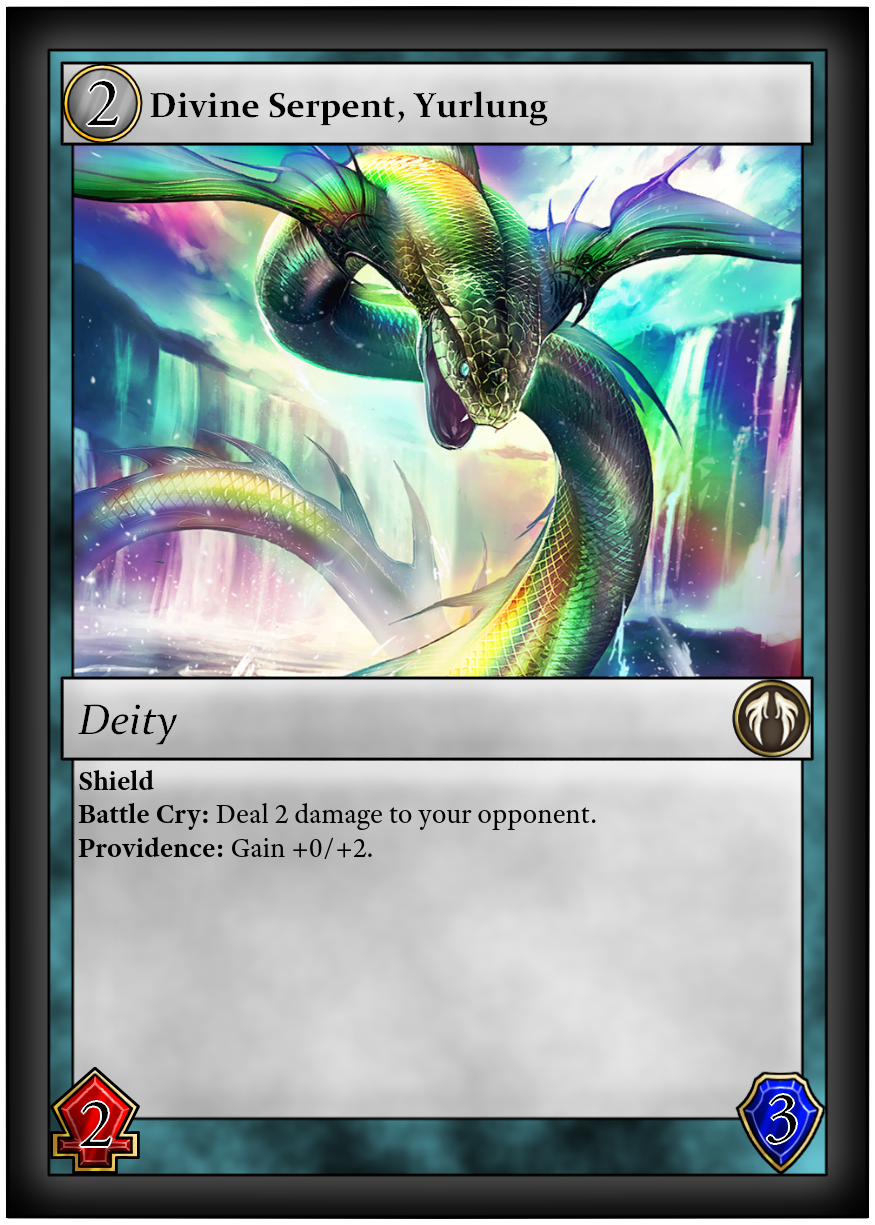 2 Divine Serpent, Yurlung
Deity
Shield
Battle Cry: Deal 2 damage to your opponent.
Providence: Gain +0/+2.
2 3